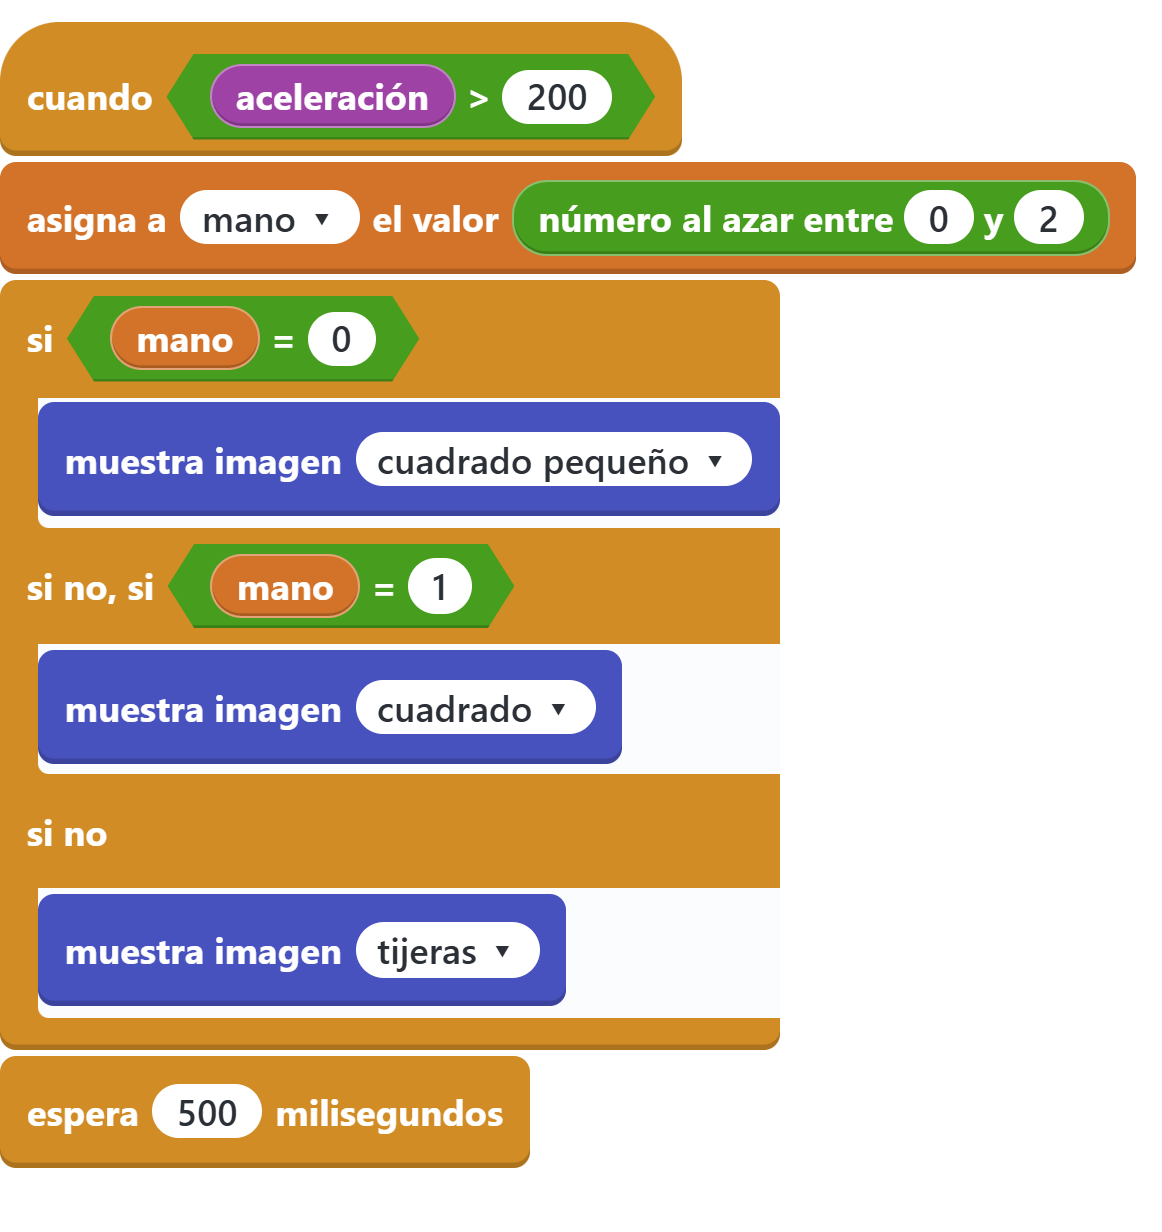 cuando aceleración > 200
asigna a mano ▼ el valor número al azar entre 0 y 2
si mano = 0
muestra imagen cuadrado pequeño ▼
si no, si mano = 1
muestra imagen cuadrado ▼
si no
muestra imagen tijeras ▼
espera 500 milisegundos